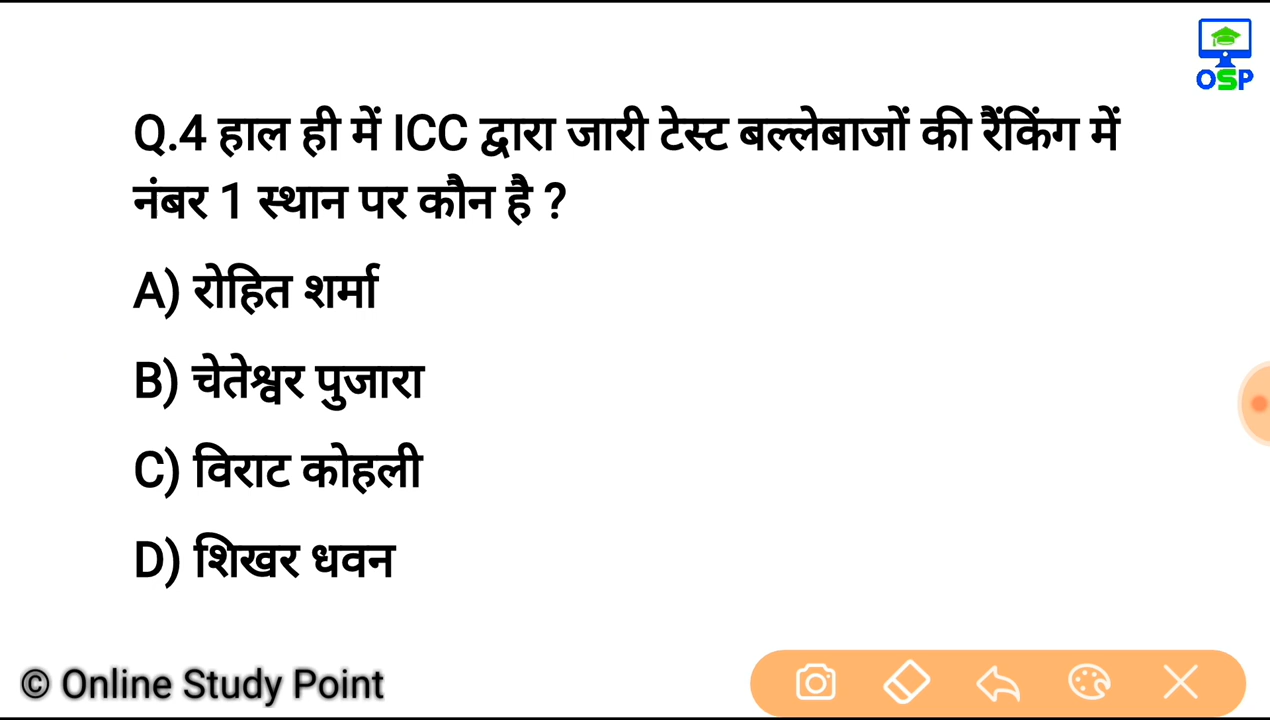 OSP
Q.4 हाल ही में ICC द्वारा जारी टेस्ट बल्लेबाजों की रैंकिंग में
नंबर 1 स्थान पर कौन है ?
A) रोहित शर्मा
B) चेतेश्वर पुजारा
C) विराट कोहली
D) शिखर धवन
© Online Study Point